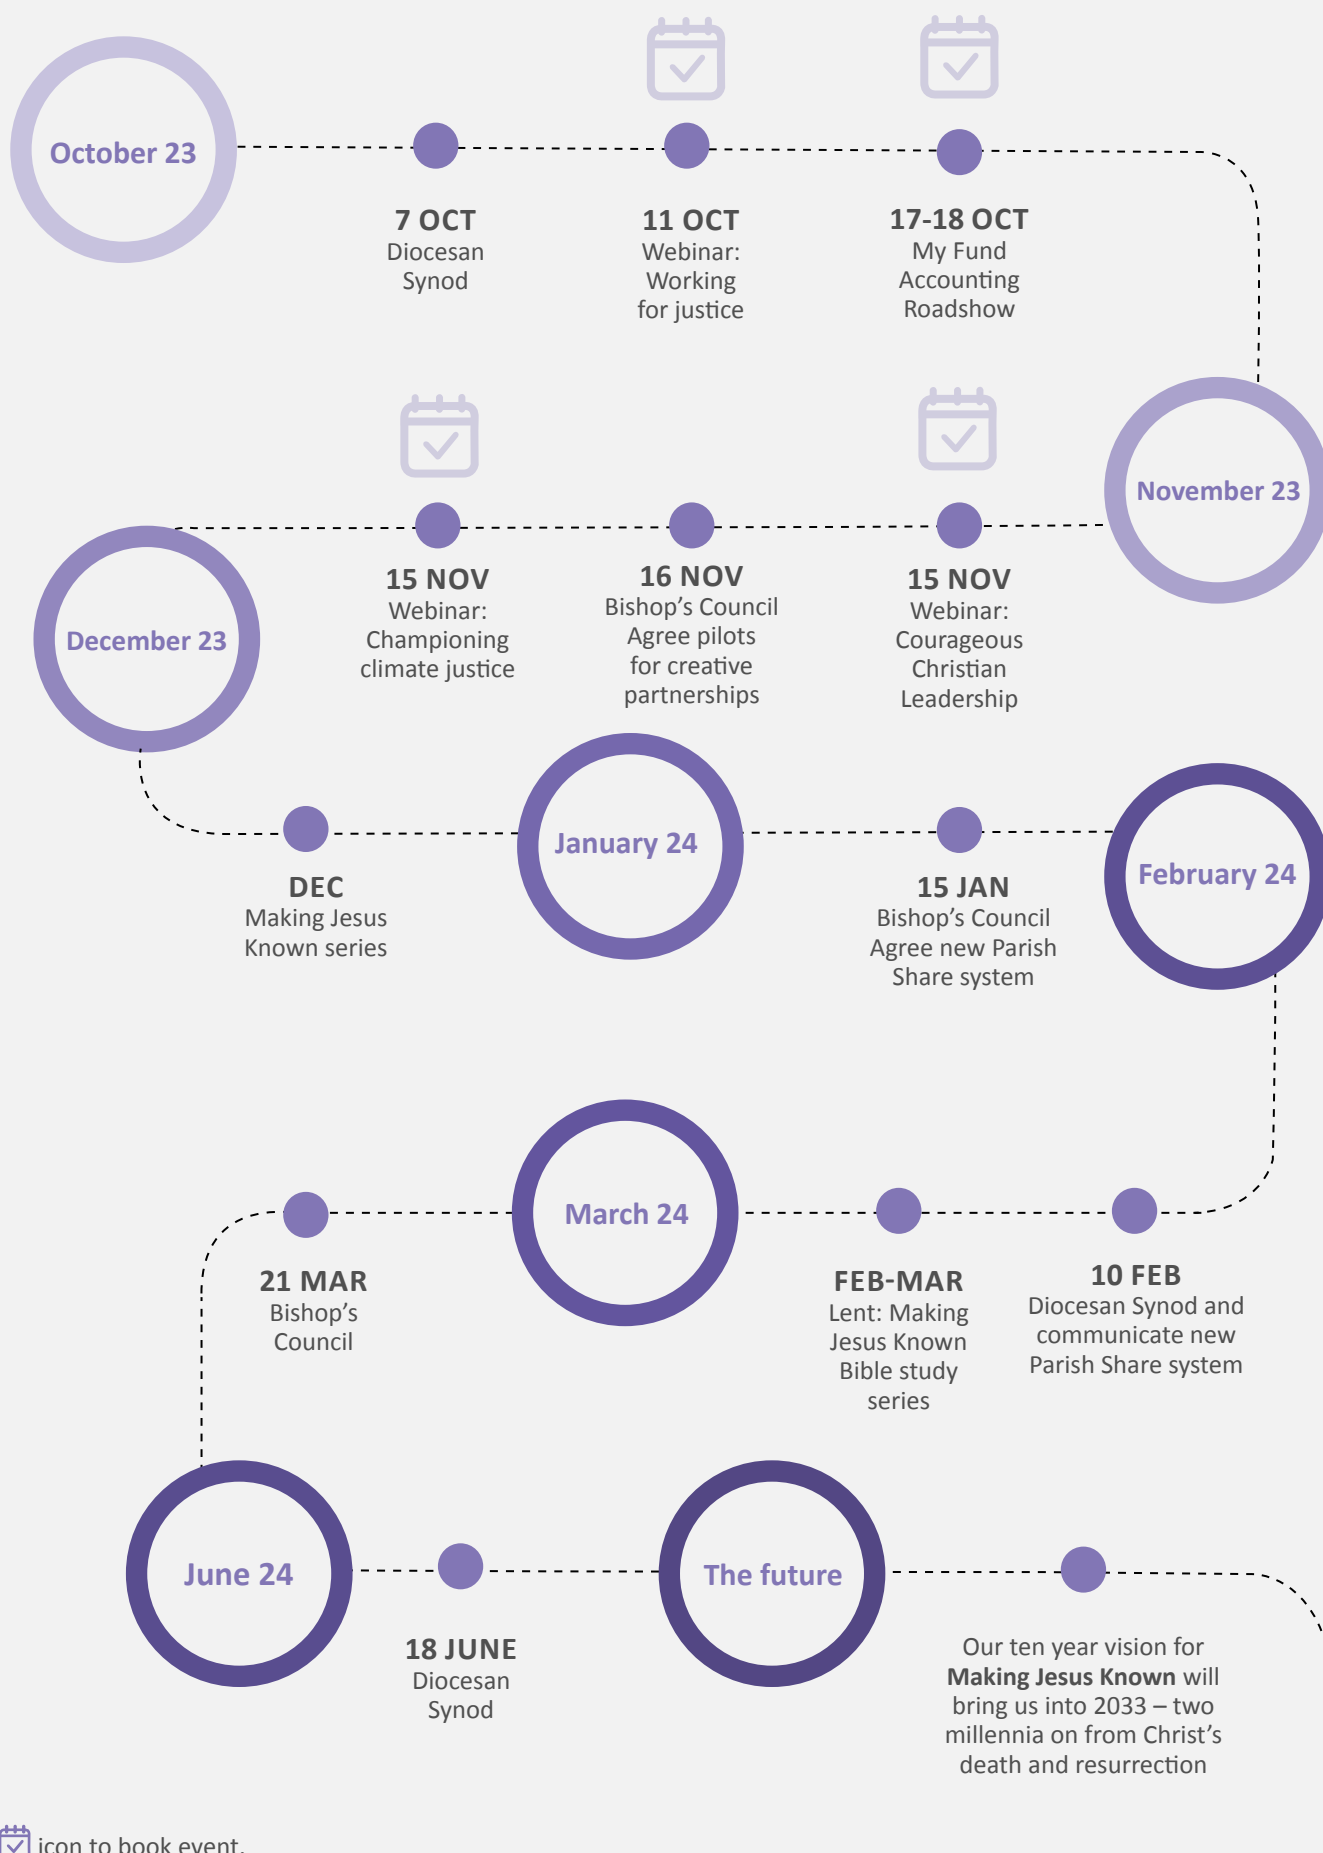 October 23
7 OCT
Diocesan
Synod
11 OCT
Webinar:
Working
for justice
17-18 OCT
My Fund
Accounting
Roadshow
November 23
15 NOV
Webinar:
Courageous
Christian
Leadership
16 NOV
Bishop’s Council
Agree pilots
for creative
partnerships
15 NOV
Webinar:
Championing
climate justice
December 23
DEC
Making Jesus
Known series
January 24
15 JAN
Bishop’s Council
Agree new Parish
Share system
February 24
10 FEB
Diocesan Synod and
communicate new
Parish Share system
FEB-MAR
Lent: Making
Jesus Known
Bible study
series
March 24
21 MAR
Bishop’s
Council
June 24
18 JUNE
Diocesan
Synod
The future
Our ten year vision for
Making Jesus Known will
bring us into 2033 – two
millennia on from Christ’s
death and resurrection
icon to book event.